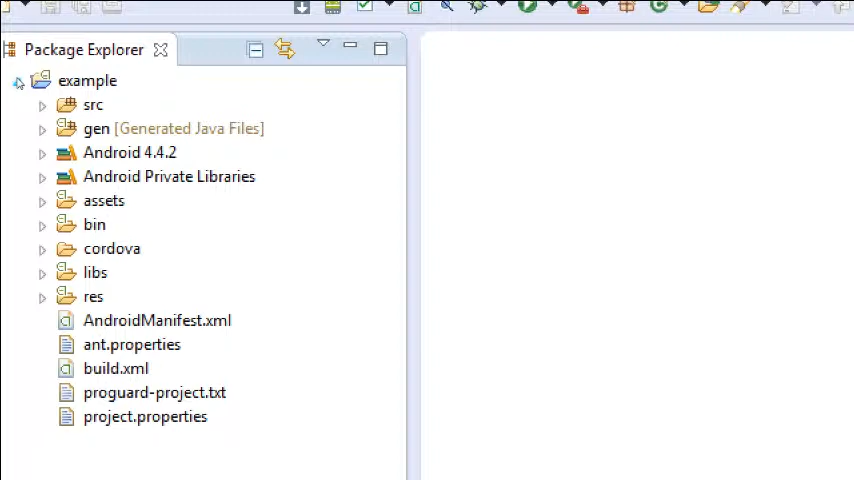 Package Explorer
example
src
gen [Generated Java Files]
Android 4.4.2
Android Private Libraries
assets
bin
cordova
libs
res
AndroidManifest.xml
ant.properties
build.xml
proguard-project.txt
project.properties